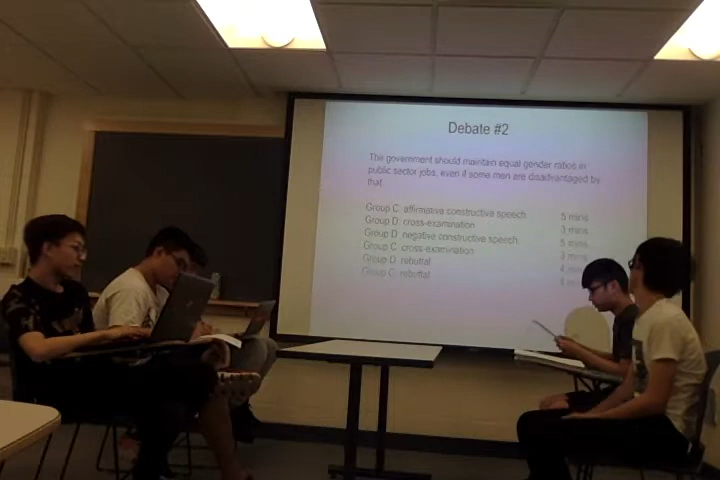 Debate #2
The government should maintain equal gender ratios in
public sector jobs, even if some men are disadvantaged by
that.
Group C: affirmative constructive speech 5 mins
Group D: cross-examination 3 mins
Group D: negative constructive speech 5 mins
Group C: cross-examination 3 mins
Group D: rebuttal 4 mins
Group C: rebuttal